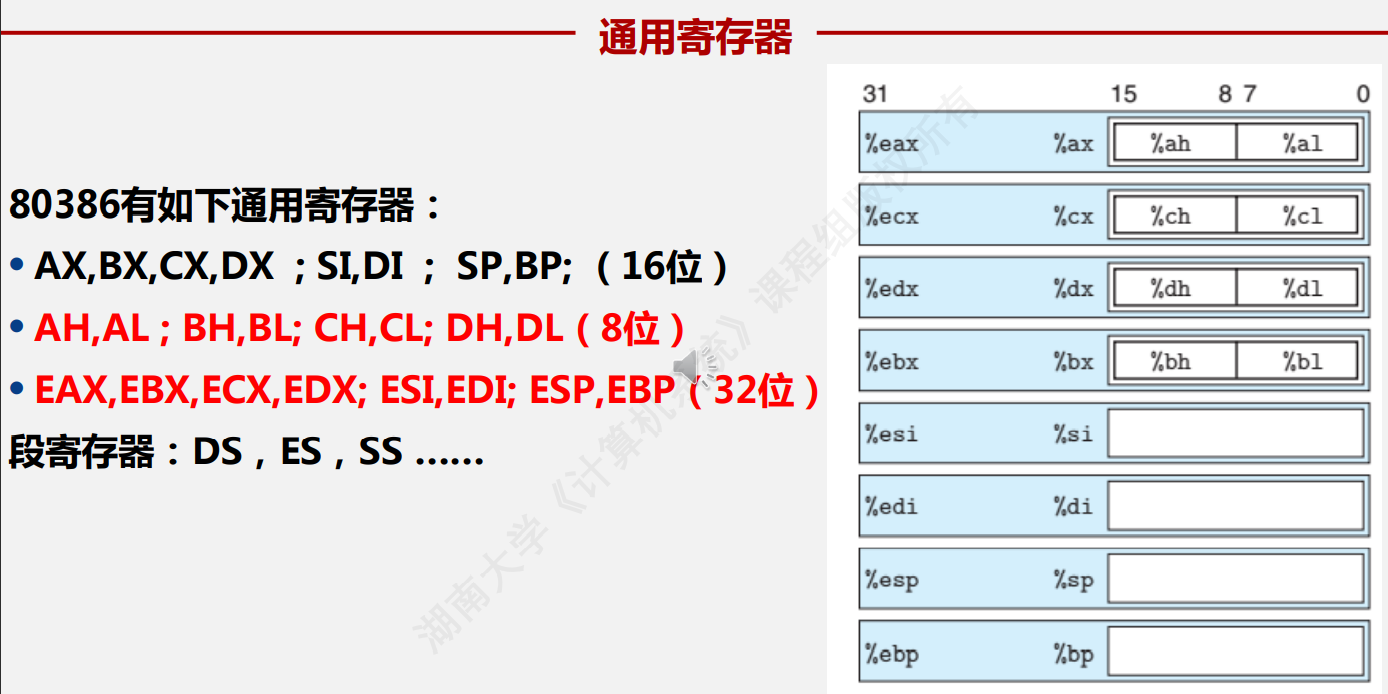 通用寄存器
80386有如下通用寄存器：
• AX,BX,CX,DX ；SI,DI ； SP,BP; （16位）
• AH,AL；BH,BL; CH,CL; DH,DL（8位）
• EAX,EBX,ECX,EDX; ESI,EDI; ESP,EBP（32位）
段寄存器：DS，ES，SS ……
31 15 8 7 0
%eax %ax %ah %al
%ecx %cx %ch %cl
%edx %dx %dh %dl
%ebx %bx %bh %bl
%esi %si
%edi %di
%esp %sp
%ebp %bp
湖南大学《计算机系统》课程组版权所有